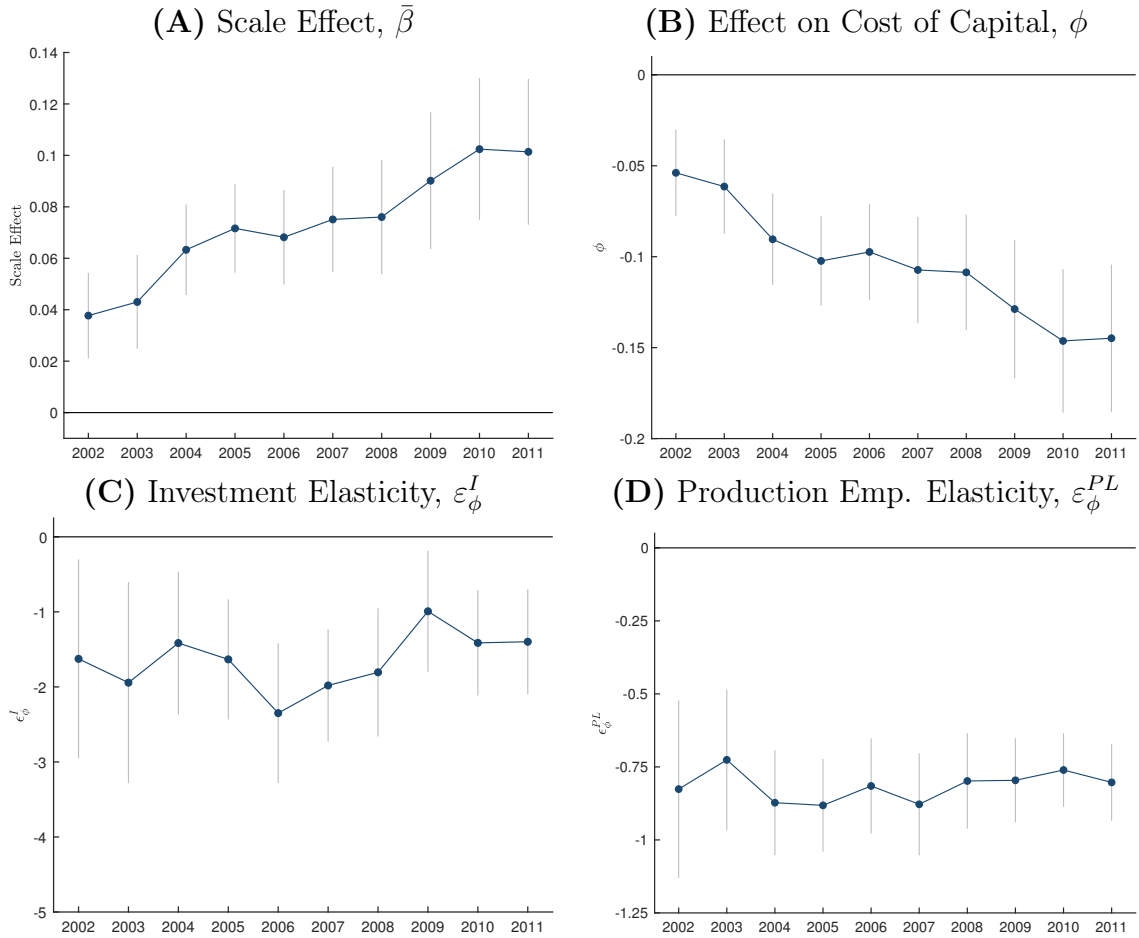 (A) Scale Effect, β̄
0.14
0.12
0.1
0.08
0.06
0.04
0.02
0
Scale Effect
2002 2003 2004 2005 2006 2007 2008 2009 2010 2011
(B) Effect on Cost of Capital, ϕ
0
-0.05
-0.1
-0.15
-0.2
ϕ
2002 2003 2004 2005 2006 2007 2008 2009 2010 2011
(C) Investment Elasticity, ε^I_ϕ
0
-1
-2
-3
-4
-5
ϵ^I_ϕ
2002 2003 2004 2005 2006 2007 2008 2009 2010 2011
(D) Production Emp. Elasticity, ε^{PL}_ϕ
0
-0.25
-0.5
-0.75
-1
-1.25
ϵ^{PL}_ϕ
2002 2003 2004 2005 2006 2007 2008 2009 2010 2011